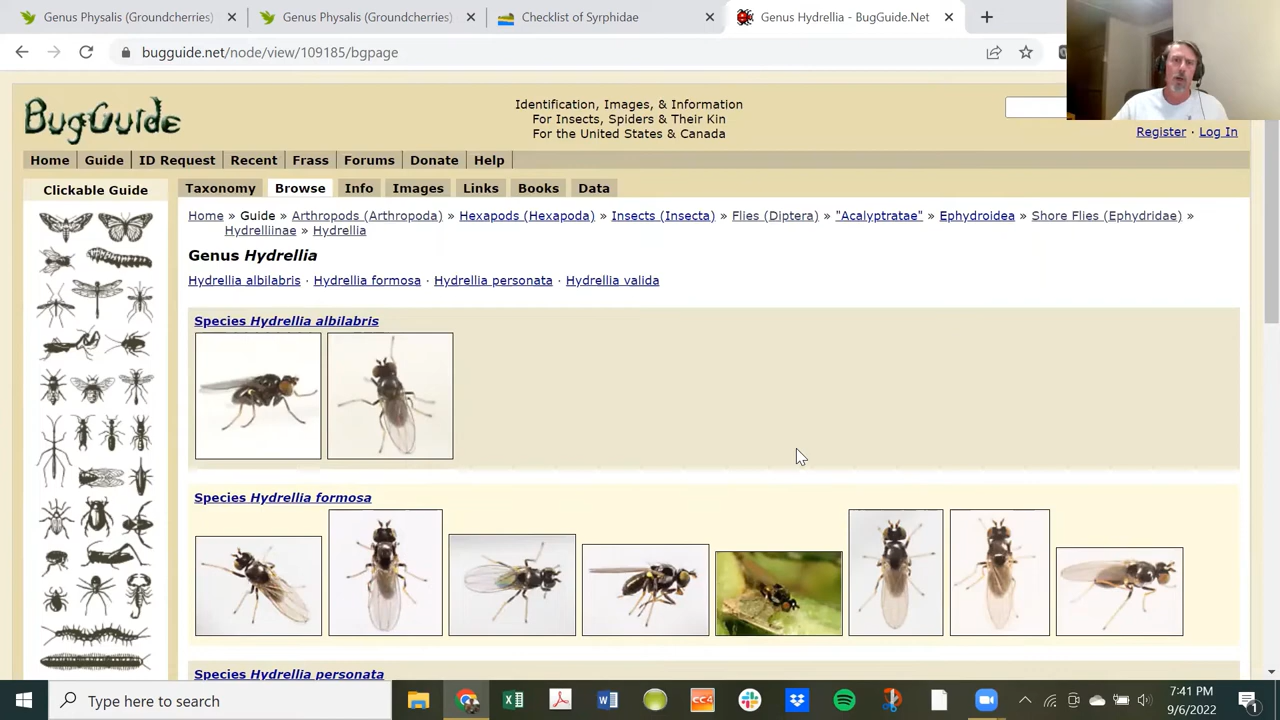 Genus Physalis (Groundcherries)
Genus Physalis (Groundcherries)
Checklist of Syrphidae
Genus Hydrellia - BugGuide.Net
bugguide.net/node/view/109185/bgpage
BugGuide
Identification, Images, & Information
For Insects, Spiders & Their Kin
For the United States & Canada
Register · Log In
Home Guide ID Request Recent Frass Forums Donate Help
Clickable Guide
Taxonomy Browse Info Images Links Books Data
Home » Guide » Arthropods (Arthropoda) » Hexapods (Hexapoda) » Insects (Insecta) » Flies (Diptera) » "Acalyptratae" » Ephydroidea » Shore Flies (Ephydridae) »
Hydrelliinae » Hydrellia
Genus Hydrellia
Hydrellia albilabris · Hydrellia formosa · Hydrellia personata · Hydrellia valida
Species Hydrellia albilabris
Species Hydrellia formosa
Species Hydrellia personata
Type here to search
CC4
7:41 PM
9/6/2022
1